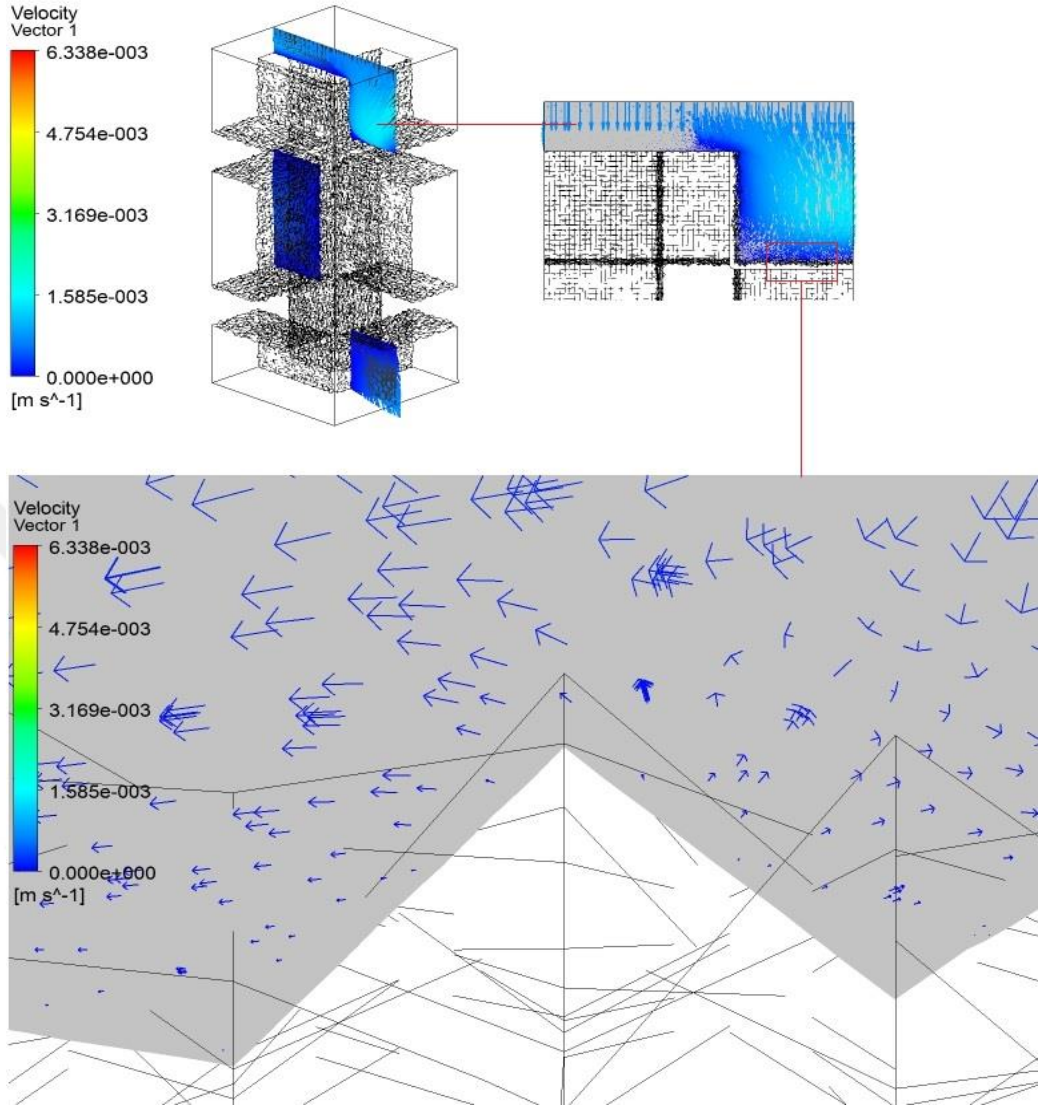 Velocity
Vector 1
6.338e-003
4.754e-003
3.169e-003
1.585e-003
0.000e+000
[m s^-1]
Velocity
Vector 1
6.338e-003
4.754e-003
3.169e-003
1.585e-003
0.000e+000
[m s^-1]